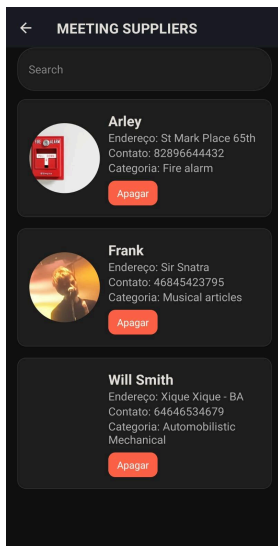 MEETING SUPPLIERS
Search
Arley
Endereço: St Mark Place 65th
Contato: 82896644432
Categoria: Fire alarm
Apagar
Frank
Endereço: Sir Snatra
Contato: 46845423795
Categoria: Musical articles
Apagar
Will Smith
Endereço: Xique Xique - BA
Contato: 64646534679
Categoria: Automobilistic
Mechanical
Apagar